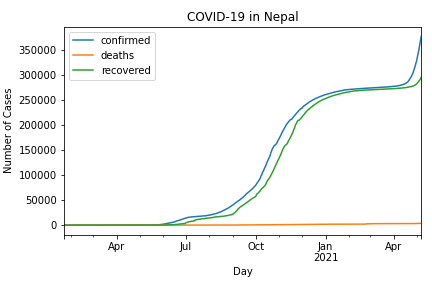 COVID-19 in Nepal
confirmed
deaths
recovered
350000
300000
250000
200000
150000
100000
50000
0
Number of Cases
Apr
Jul
Oct
Jan
2021
Apr
Day